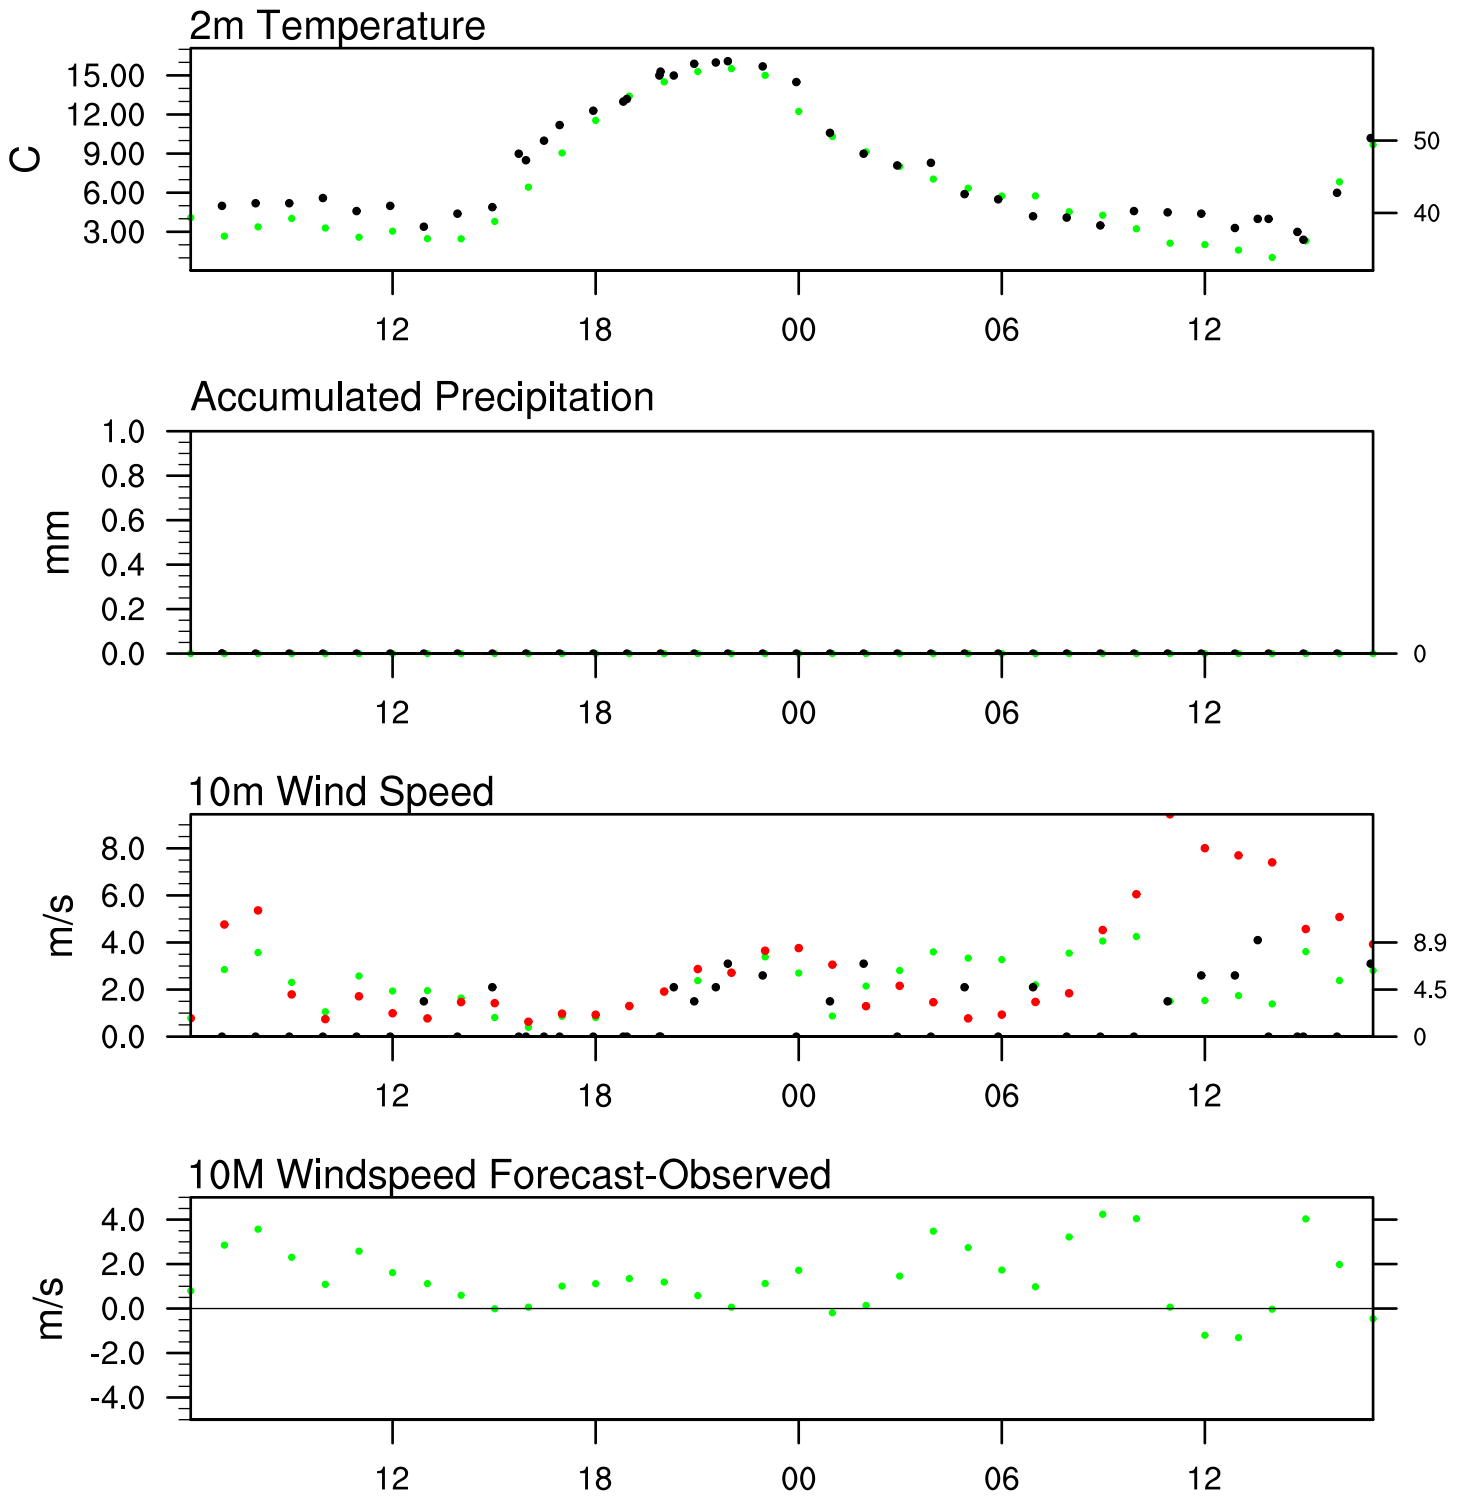 2m Temperature
15.00
12.00
9.00
6.00
3.00
C
50
40
12 18 00 06 12
Accumulated Precipitation
1.0
0.8
0.6
0.4
0.2
0.0
mm
0
12 18 00 06 12
10m Wind Speed
8.0
6.0
4.0
2.0
0.0
m/s
8.9
4.5
0
12 18 00 06 12
10M Windspeed Forecast-Observed
4.0
2.0
0.0
-2.0
-4.0
m/s
12 18 00 06 12